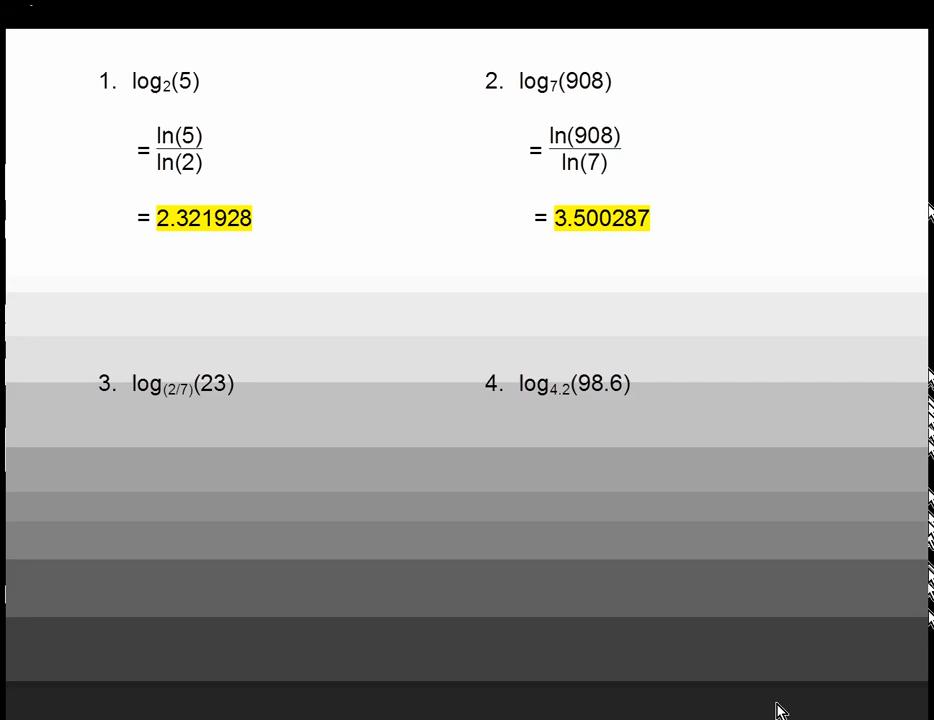 1. log₂(5)
= ln(5)/ln(2)
= 2.321928
2. log₇(908)
= ln(908)/ln(7)
= 3.500287
3. log₍₂/₇₎(23)
4. log₄.₂(98.6)